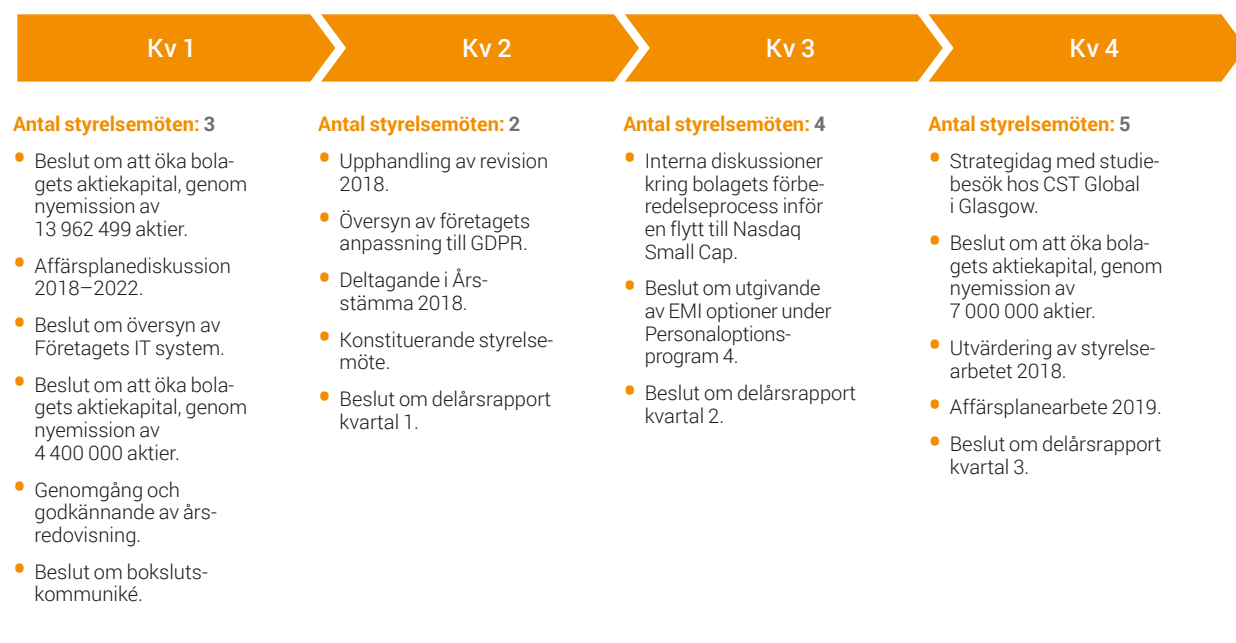 Kv 1
Kv 2
Kv 3
Kv 4
Antal styrelsemöten: 3
• Beslut om att öka bola-
gets aktiekapital, genom
nyemission av
13 962 499 aktier.
• Affärsplanediskussion
2018–2022.
• Beslut om översyn av
Företagets IT system.
• Beslut om att öka bola-
gets aktiekapital, genom
nyemission av
4 400 000 aktier.
• Genomgång och
godkännande av års-
redovisning.
• Beslut om boksluts-
kommuniké.
Antal styrelsemöten: 2
• Upphandling av revision
2018.
• Översyn av företagets
anpassning till GDPR.
• Deltagande i Års-
stämma 2018.
• Konstituerande styrelse-
möte.
• Beslut om delårsrapport
kvartal 1.
Antal styrelsemöten: 4
• Interna diskussioner
kring bolagets förbe-
redelseprocess inför
en flytt till Nasdaq
Small Cap.
• Beslut om utgivande
av EMI optioner under
Personaloptions-
program 4.
• Beslut om delårsrapport
kvartal 2.
Antal styrelsemöten: 5
• Strategidag med studie-
besök hos CST Global
i Glasgow.
• Beslut om att öka bola-
gets aktiekapital, genom
nyemission av
7 000 000 aktier.
• Utvärdering av styrelse-
arbetet 2018.
• Affärsplanearbete 2019.
• Beslut om delårsrapport
kvartal 3.